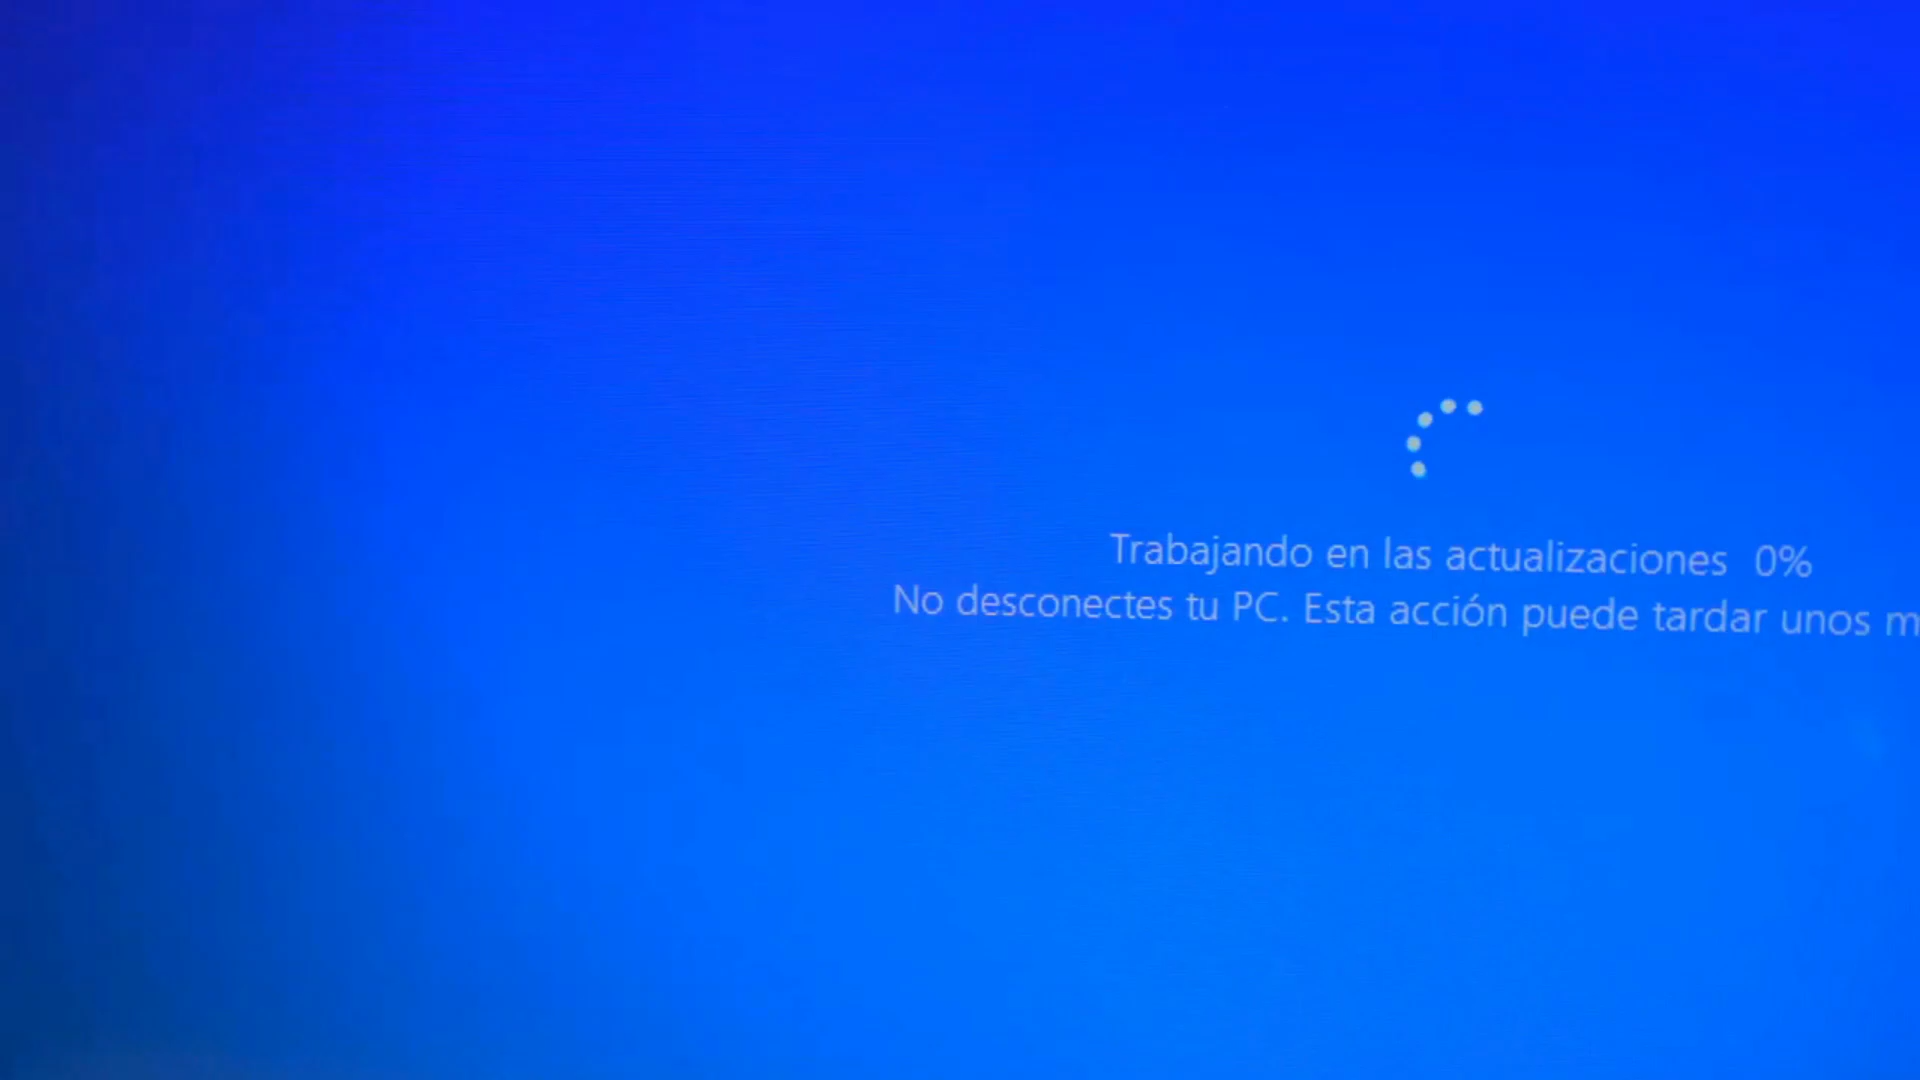 Trabajando en las actualizaciones 0%
No desconectes tu PC. Esta acción puede tardar unos